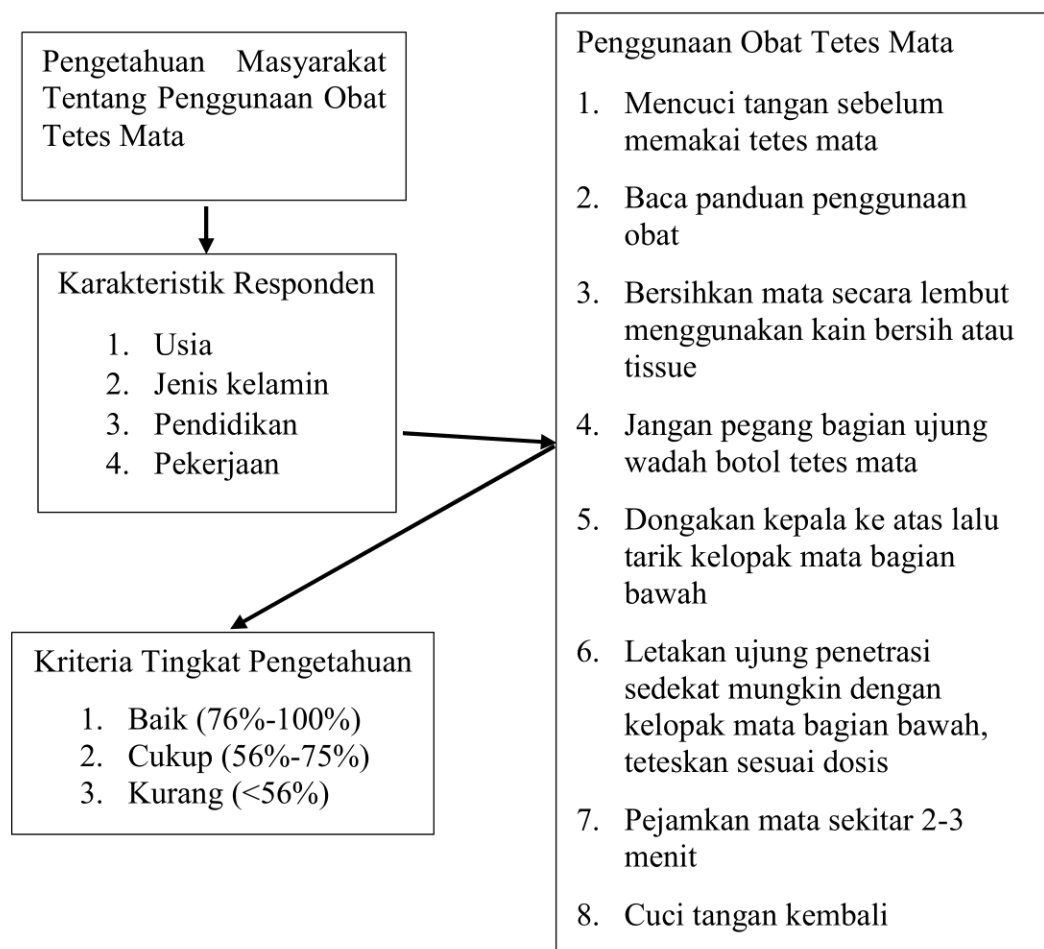 Pengetahuan Masyarakat
Tentang Penggunaan Obat
Tetes Mata
Karakteristik Responden
1. Usia
2. Jenis kelamin
3. Pendidikan
4. Pekerjaan
Kriteria Tingkat Pengetahuan
1. Baik (76%-100%)
2. Cukup (56%-75%)
3. Kurang (<56%)
Penggunaan Obat Tetes Mata
1. Mencuci tangan sebelum
memakai tetes mata
2. Baca panduan penggunaan
obat
3. Bersihkan mata secara lembut
menggunakan kain bersih atau
tissue
4. Jangan pegang bagian ujung
wadah botol tetes mata
5. Dongakan kepala ke atas lalu
tarik kelopak mata bagian
bawah
6. Letakan ujung penetrasi
sedekat mungkin dengan
kelopak mata bagian bawah,
teteskan sesuai dosis
7. Pejamkan mata sekitar 2-3
menit
8. Cuci tangan kembali